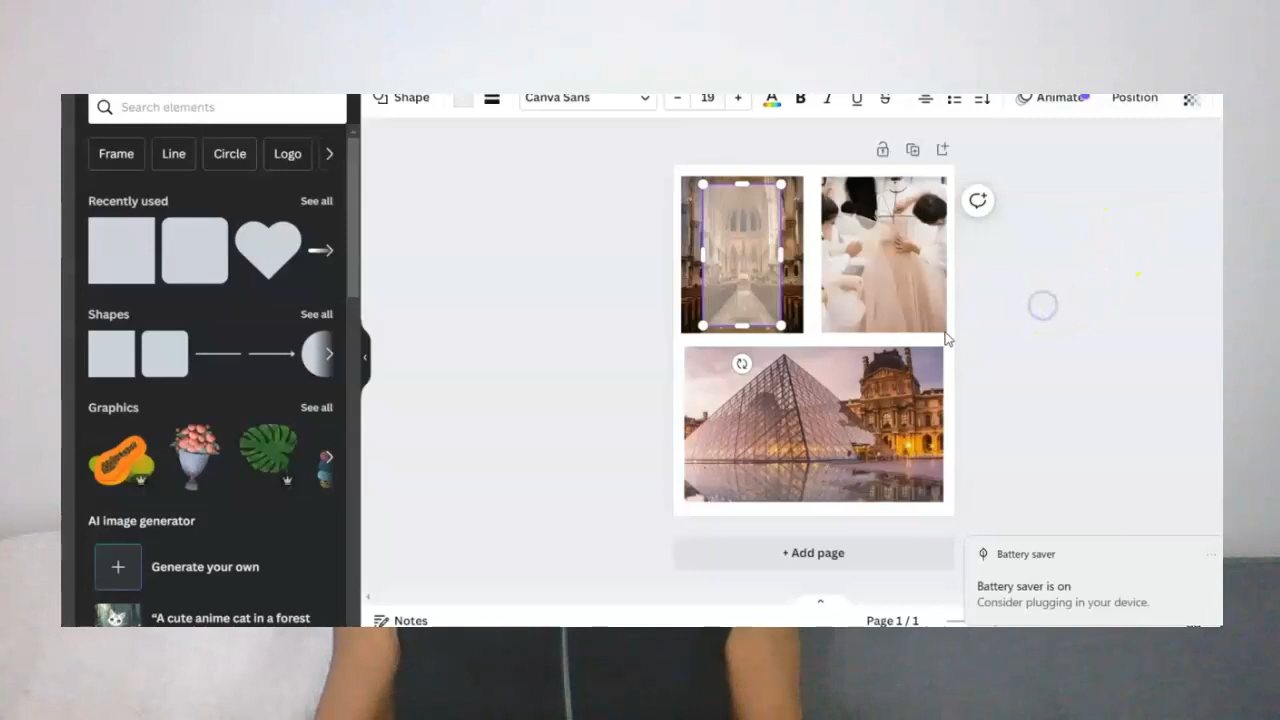 Search elements
Shape
Canva Sans
− 19 +
A B I U S
Animate
Position
Frame
Line
Circle
Logo
Recently used
See all
Shapes
See all
Graphics
See all
AI image generator
Generate your own
"A cute anime cat in a forest
+ Add page
Battery saver
Battery saver is on
Consider plugging in your device.
Notes
Page 1 / 1